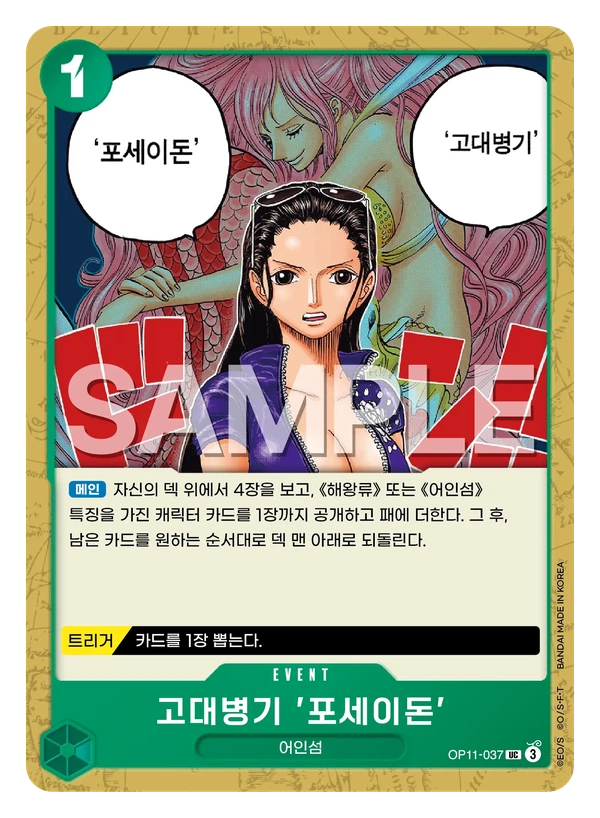 1
‘포세이돈’
‘고대병기’
SAMPLE
메인 자신의 덱 위에서 4장을 보고, 《해왕류》 또는 《어인섬》
특징을 가진 캐릭터 카드를 1장까지 공개하고 패에 더한다. 그 후,
남은 카드를 원하는 순서대로 덱 맨 아래로 되돌린다.
트리거 카드를 1장 뽑는다.
EVENT
고대병기 '포세이돈'
어인섬
OP11-037 UC 3
©E.O/S. ©O/S·F·T BANDAI MADE IN KOREA